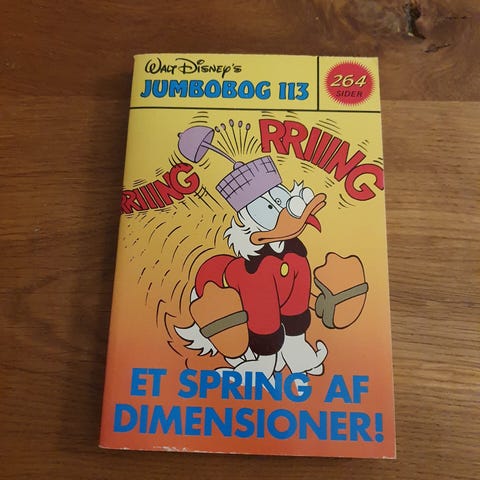 WALT DISNEY'S
JUMBOBOG 113
264
SIDER
RRIIING
RRIIING
ET SPRING AF
DIMENSIONER!